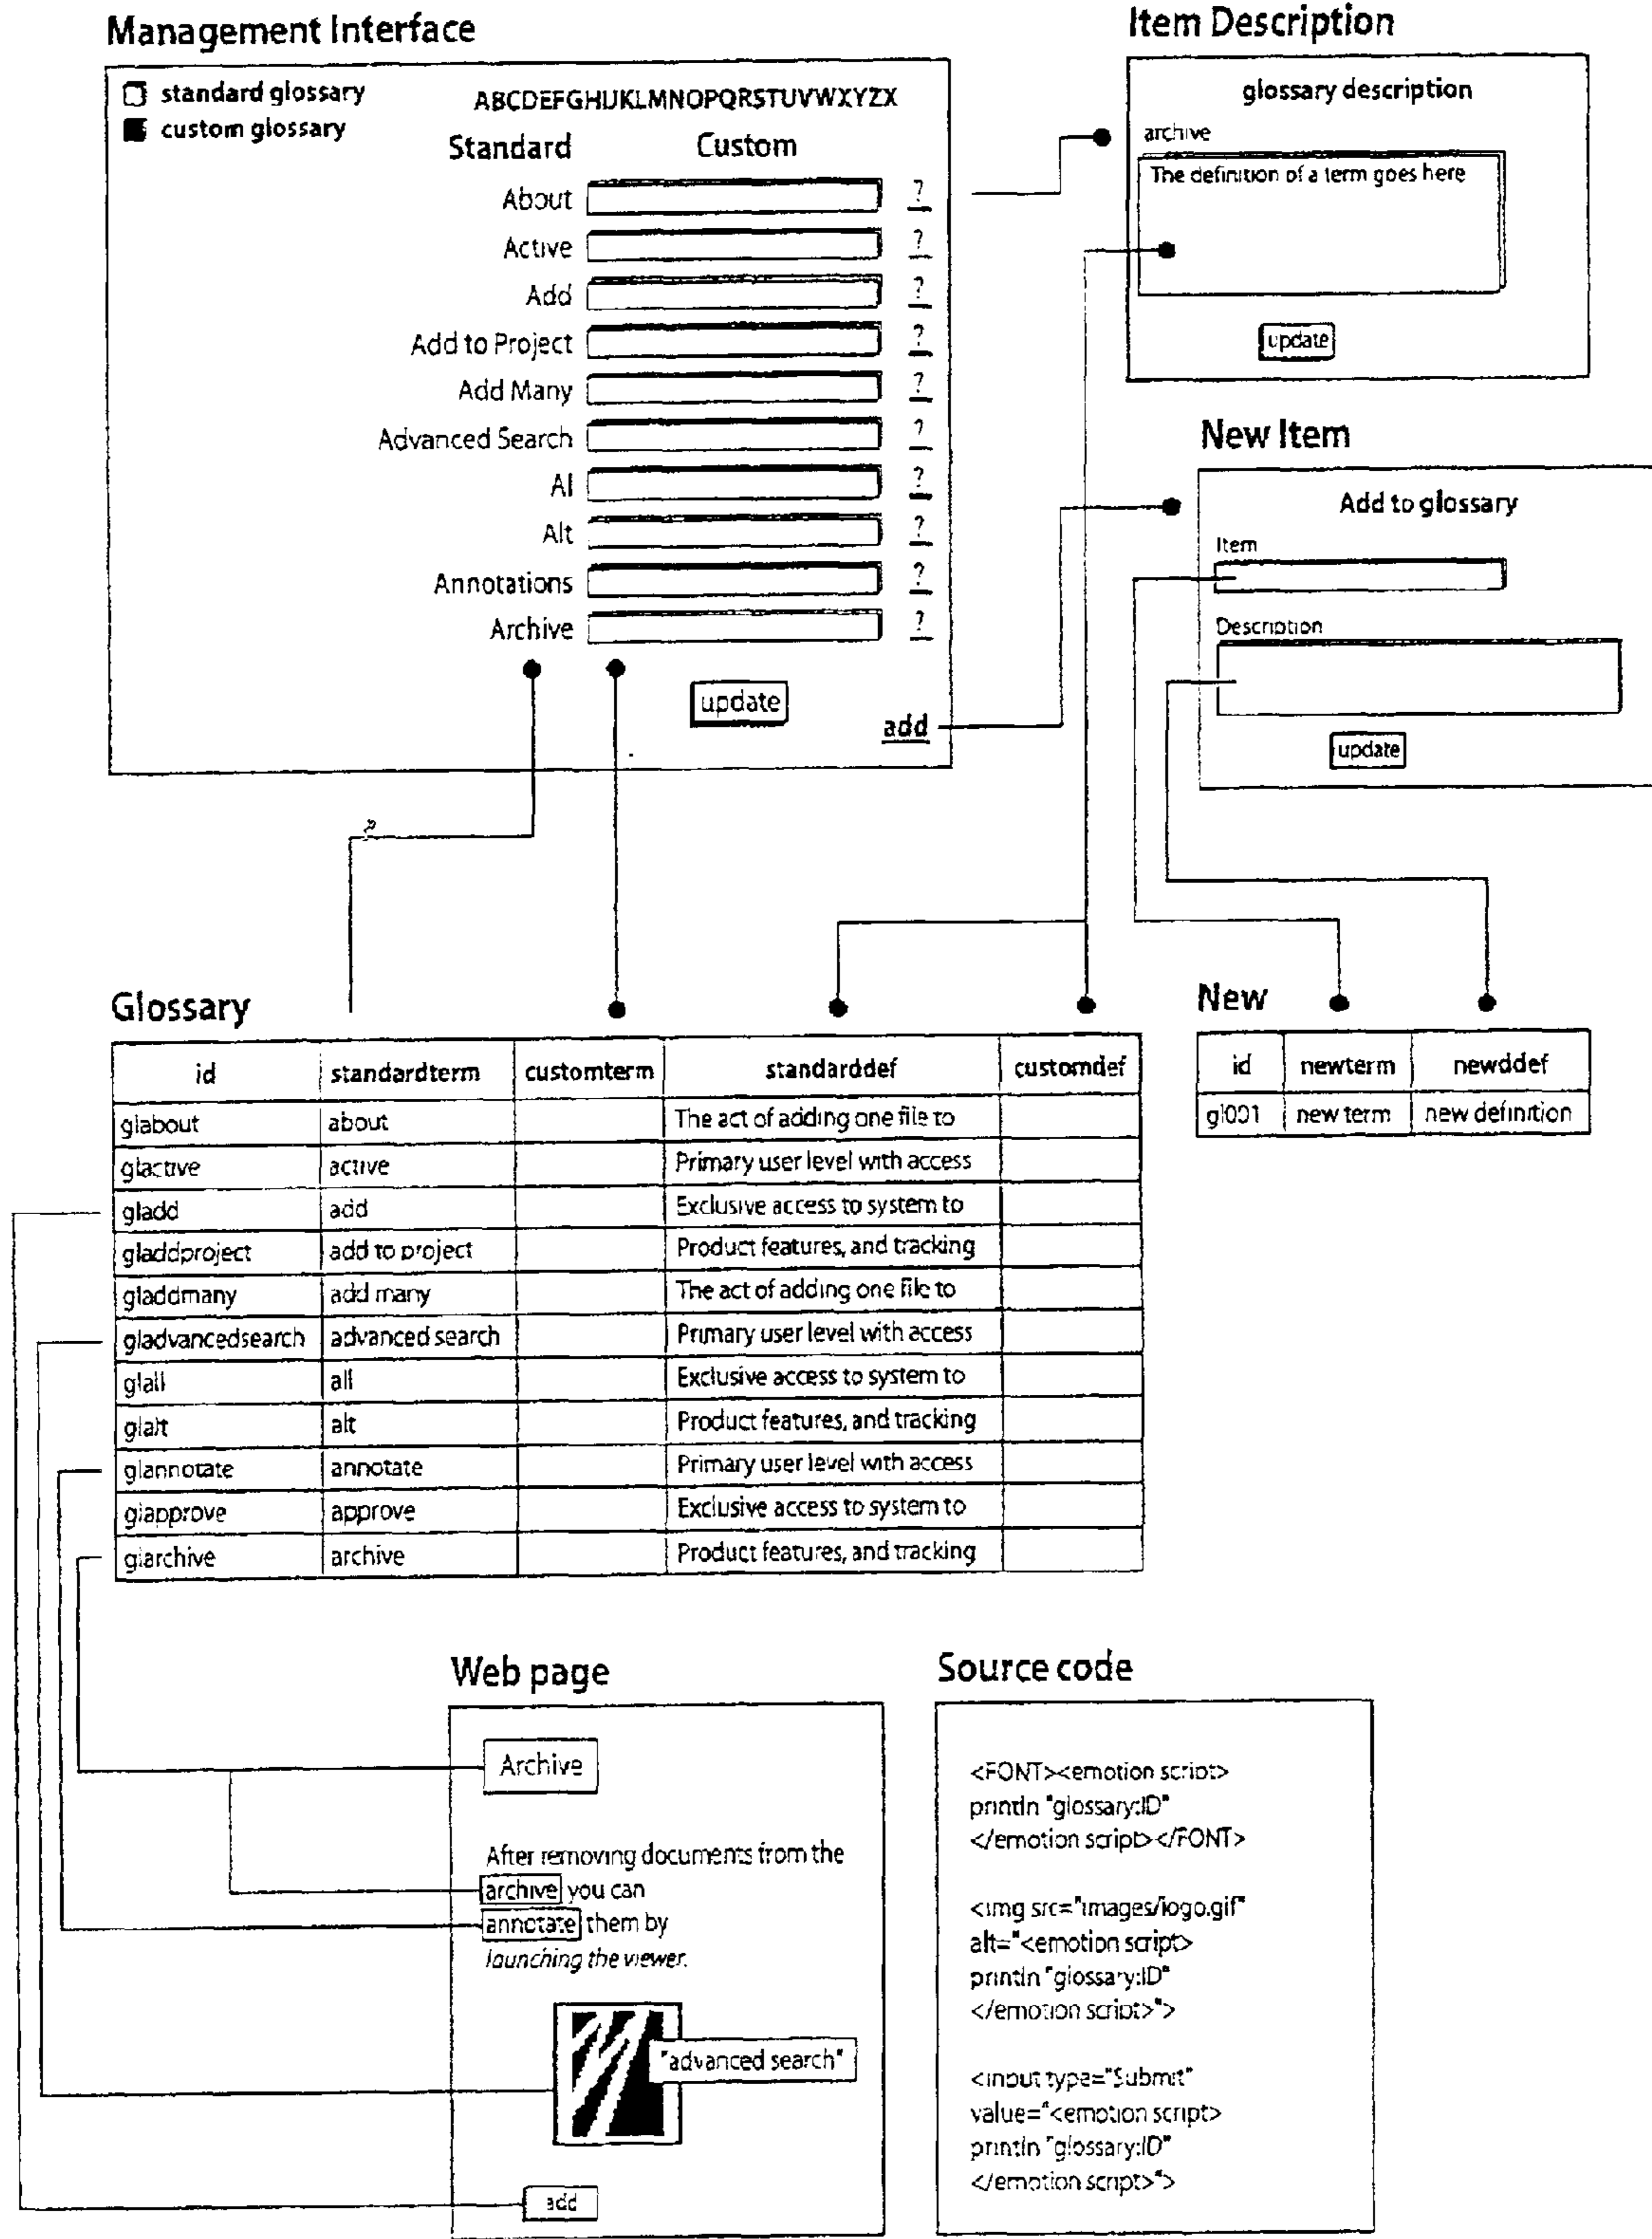 Management Interface
standard glossary
custom glossary
ABCDEFGHIJKLMNOPQRSTUVWXYZX
Standard Custom
About ?
Active ?
Add ?
Add to Project ?
Add Many ?
Advanced Search ?
Al ?
Alt ?
Annotations ?
Archive ?
update
add
Item Description
glossary description
archive
The definition of a term goes here
update
New Item
Add to glossary
Item
Description
update
Glossary
id standardterm customterm standarddef customdef
glabout about The act of adding one file to
glactive active Primary user level with access
gladd add Exclusive access to system to
gladdproject add to project Product features, and tracking
gladdmany add many The act of adding one file to
gladvancedsearch advanced search Primary user level with access
glall all Exclusive access to system to
glalt alt Product features, and tracking
glannotate annotate Primary user level with access
glapprove approve Exclusive access to system to
glarchive archive Product features, and tracking
New
id newterm newddef
gl001 new term new definition
Web page
Archive
After removing documents from the
archive you can
annotate them by
launching the viewer.
"advanced search"
add
Source code
<FONT><emotion script>
println "glossary:ID"
</emotion script></FONT>
<img src="images/logo.gif"
alt="<emotion script>
println "glossary:ID"
</emotion script>">
<input type="Submit"
value="<emotion script>
println "glossary:ID"
</emotion script>">